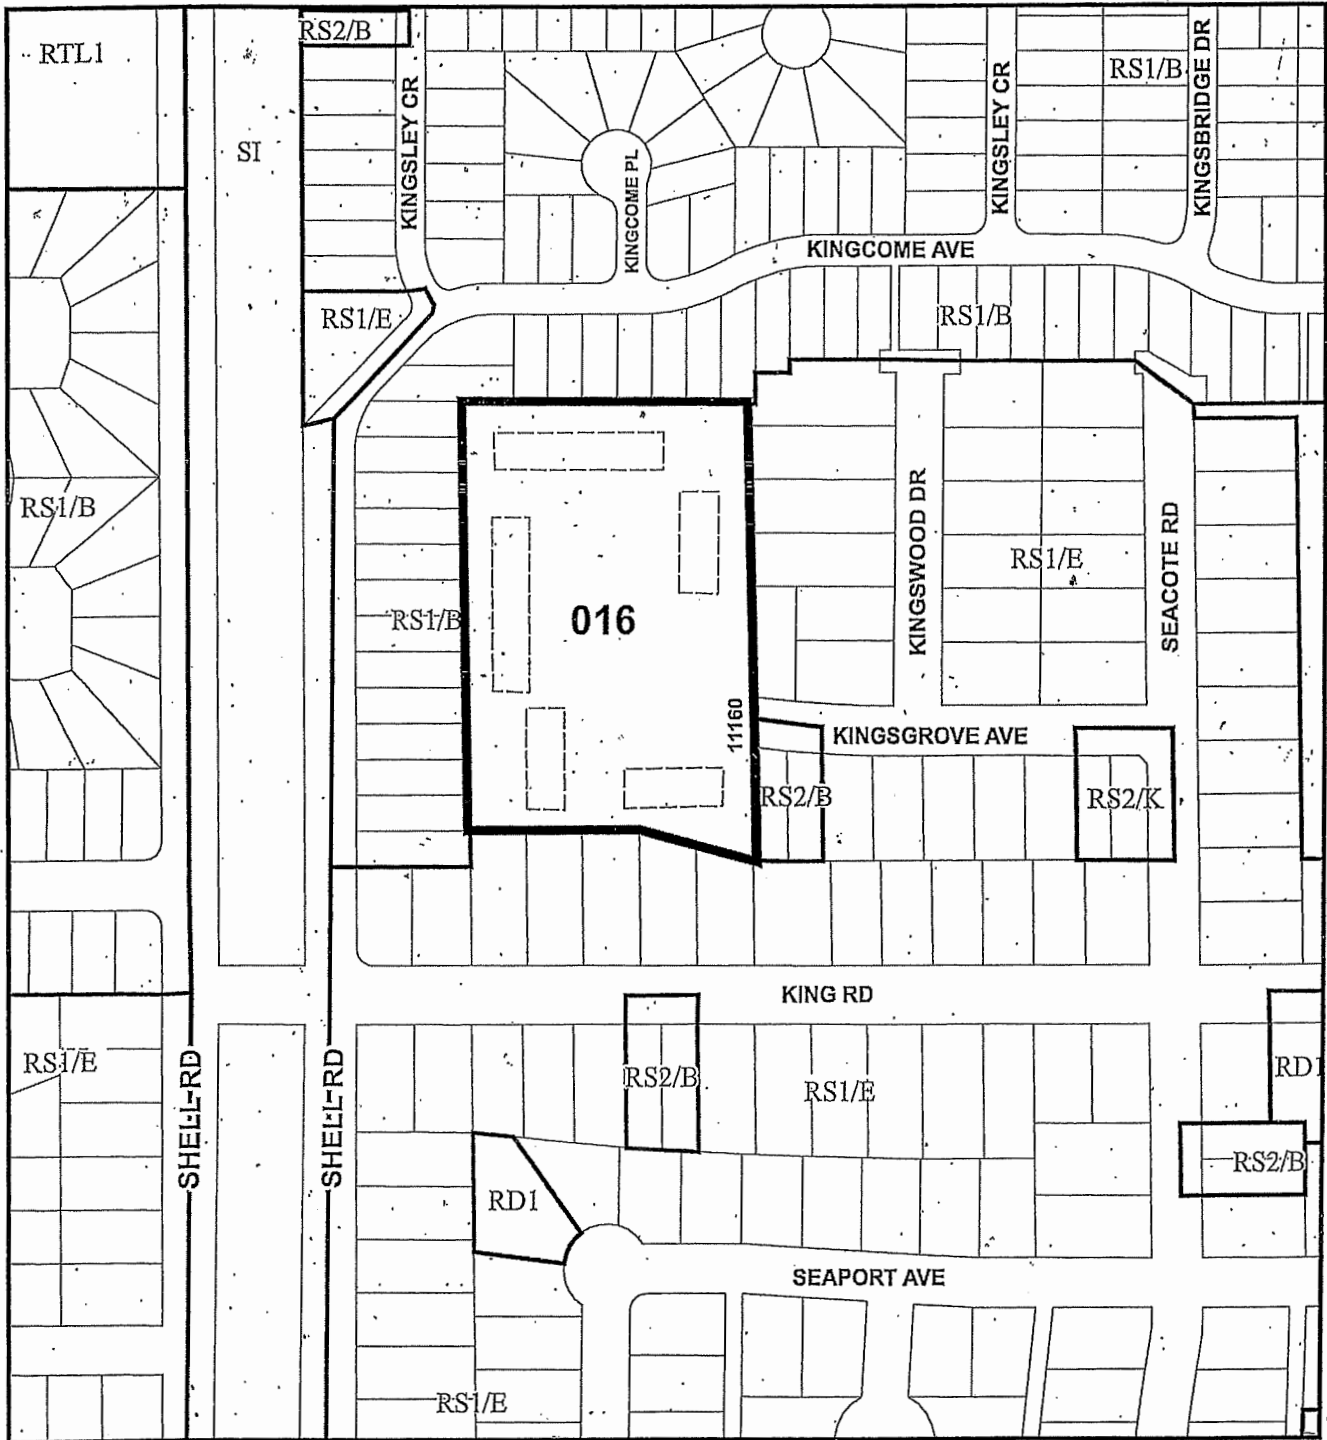 RTL1
RS2/B
SI
KINGSLEY CR
KINGCOME PL
KINGSLEY CR
RS1/B
KINGSBRIDGE DR
KINGCOME AVE
RS1/E
RS1/B
RS1/B
RS1/B
016
11160
KINGSWOOD DR
RS1/E
SEACOTE RD
KINGSGROVE AVE
RS2/B
RS2/K
KING RD
RS1/E
SHELL RD
SHELL RD
RS2/B
RS1/E
RD1
RS2/B
RD1
SEAPORT AVE
RS1/E